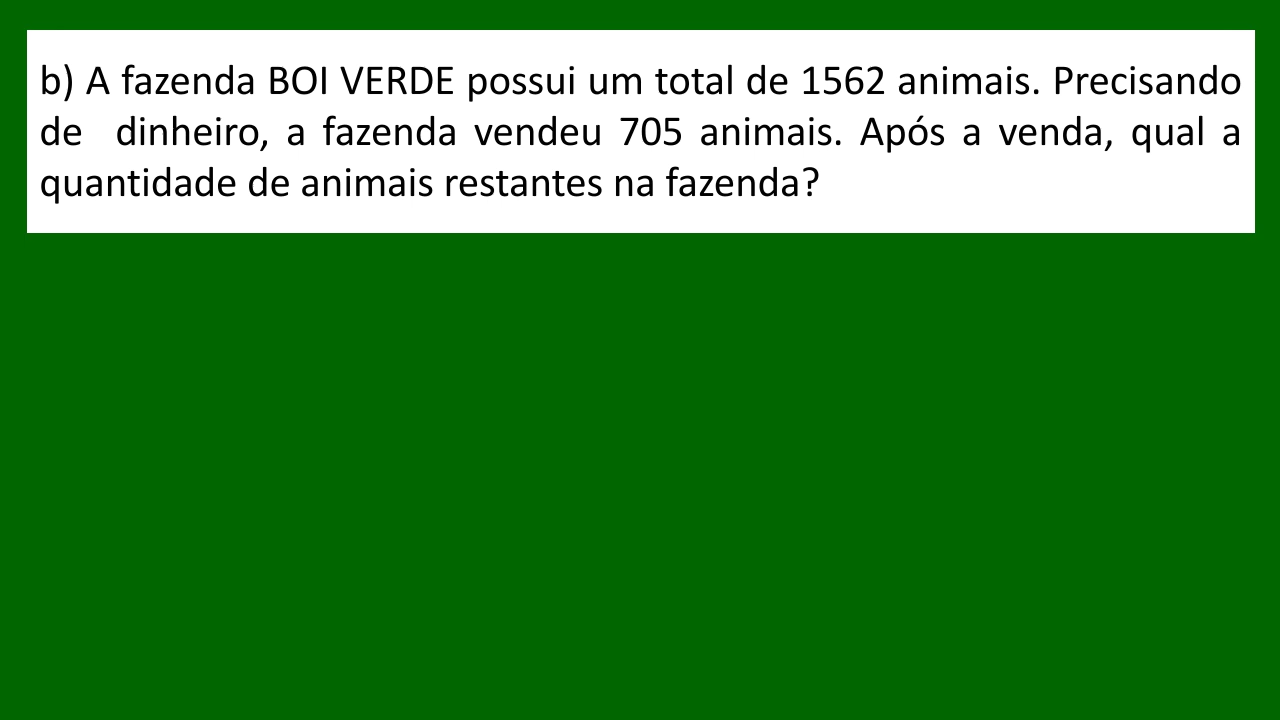 b) A fazenda BOI VERDE possui um total de 1562 animais. Precisando
de dinheiro, a fazenda vendeu 705 animais. Após a venda, qual a
quantidade de animais restantes na fazenda?